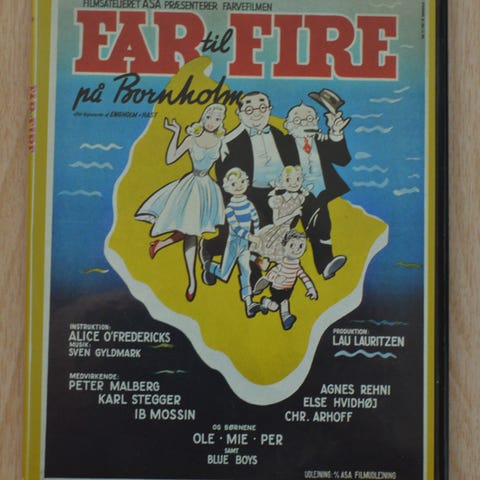 FILMSATELIERET ASA PRÆSENTERER FARVEFILMEN
FAR til FIRE
på Bornholm
ENGHOLM & HAST
INSTRUKTION:
ALICE O'FREDERICKS
MUSIK:
SVEN GYLDMARK
PRODUKTION:
LAU LAURITZEN
MEDVIRKENDE:
PETER MALBERG
KARL STEGGER
IB MOSSIN
AGNES REHNI
ELSE HVIDHØJ
CHR. ARHOFF
OG BØRNENE
OLE · MIE · PER
SAMT
BLUE BOYS
UDLEJNING: % ASA FILMUDLEJNING